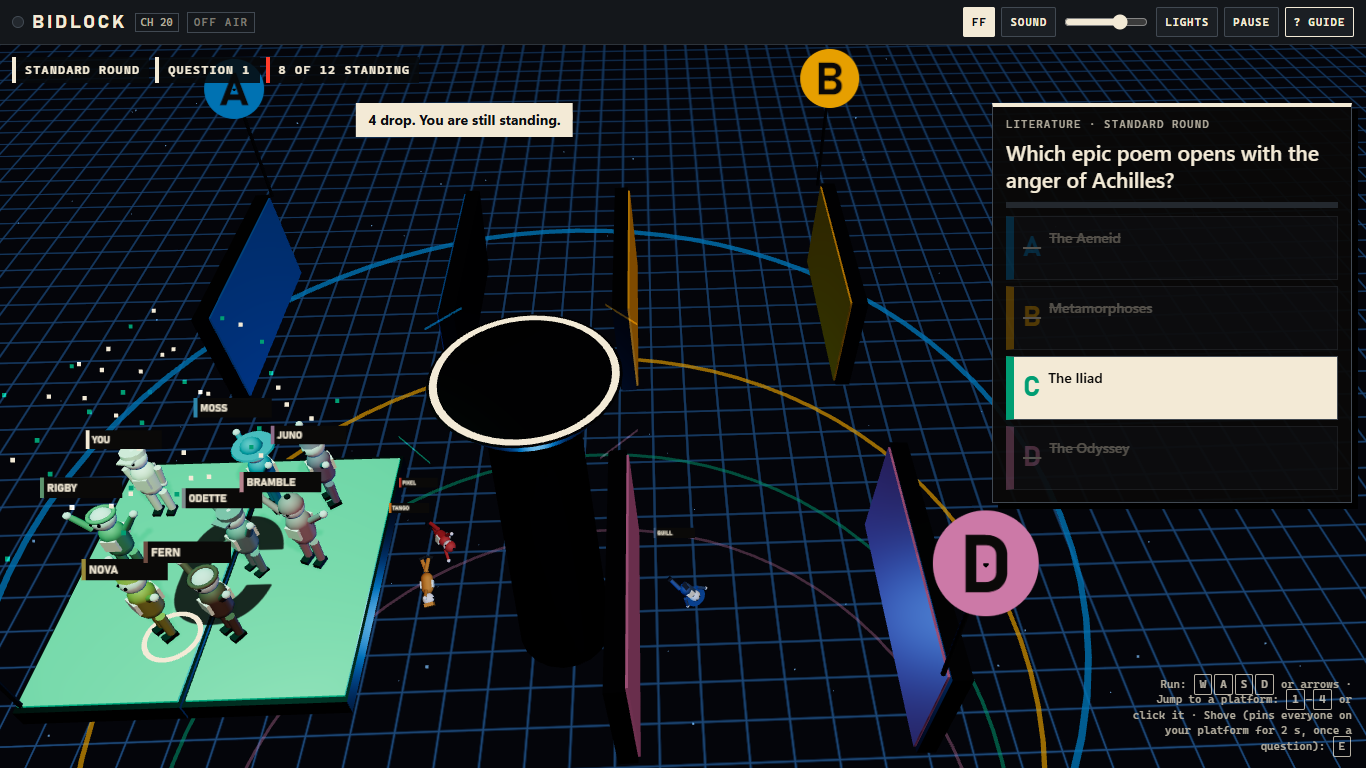 BIDLOCK CH 20 OFF AIR FF SOUND LIGHTS PAUSE ? GUIDE
STANDARD ROUND QUESTION 1 8 OF 12 STANDING
A
B
4 drop. You are still standing.
LITERATURE · STANDARD ROUND
Which epic poem opens with the
anger of Achilles?
A The Aeneid
B Metamorphoses
C The Iliad
D The Odyssey
MOSS
YOU
JUNO
RIGBY
BRAMBLE
ODETTE
PIXEL
TANGO
QUILL
FERN
NOVA
C
D
Run: W A S D or arrows ·
Jump to a platform: 1 - 4 or
click it · Shove (pins everyone on
your platform for 2 s, once a
question): E